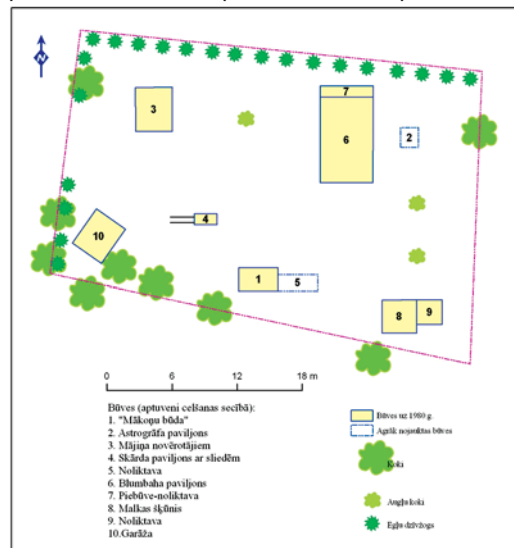 N
7
3
6
2
4
10
1
5
8
9
0 6 12 18 m
Būves (aptuveni celšanas secībā):
1. "Mākoņu būda"
2. Astrogrāfa paviljons
3. Mājiņa novērotājiem
4. Skārda paviljons ar sliedēm
5. Noliktava
6. Blumbaha paviljons
7. Piebūve-noliktava
8. Malkas šķūnis
9. Noliktava
10.Garāža
Būves uz 1980 g.
Agrāk nojauktas būves
Koki
Augļu koki
Egļu dzīvžogs